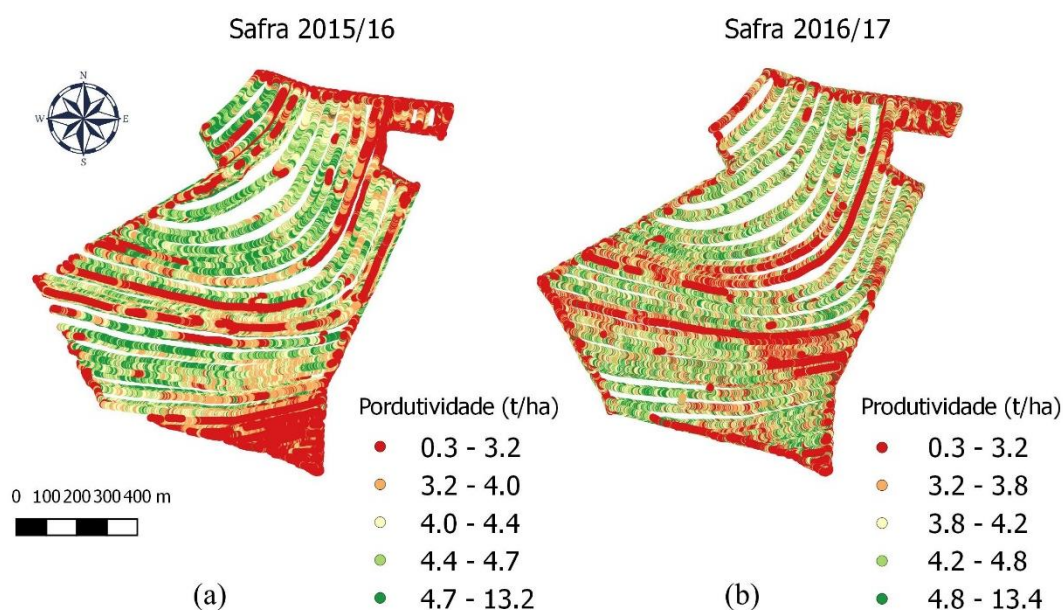 Safra 2015/16
Safra 2016/17
N
W E
S
Pordutividade (t/ha)
0.3 - 3.2
3.2 - 4.0
4.0 - 4.4
4.4 - 4.7
4.7 - 13.2
Produtividade (t/ha)
0.3 - 3.2
3.2 - 3.8
3.8 - 4.2
4.2 - 4.8
4.8 - 13.4
0 100 200 300 400 m
(a)
(b)